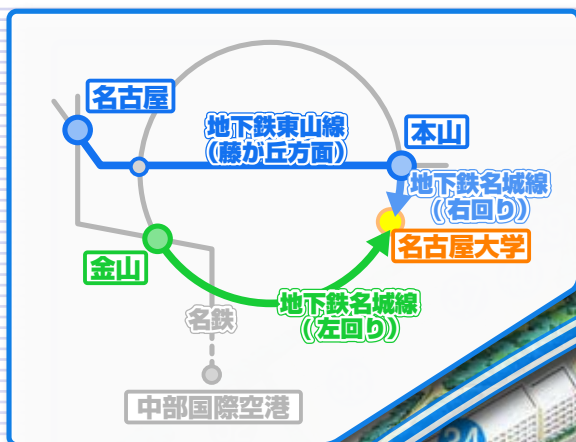 名古屋
地下鉄東山線
（藤が丘方面）
本山
地下鉄名城線
（右回り）
名古屋大学
金山
地下鉄名城線
（左回り）
名鉄
中部国際空港
34